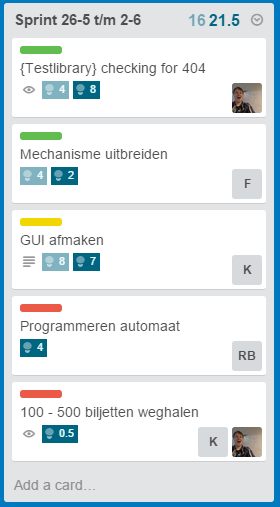 Sprint 26-5 t/m 2-6 16 21.5
{Testlibrary} checking for 404
4 8
Mechanisme uitbreiden
4 2
F
GUI afmaken
8 7
K
Programmeren automaat
4
RB
100 - 500 biljetten weghalen
0.5
K
Add a card...